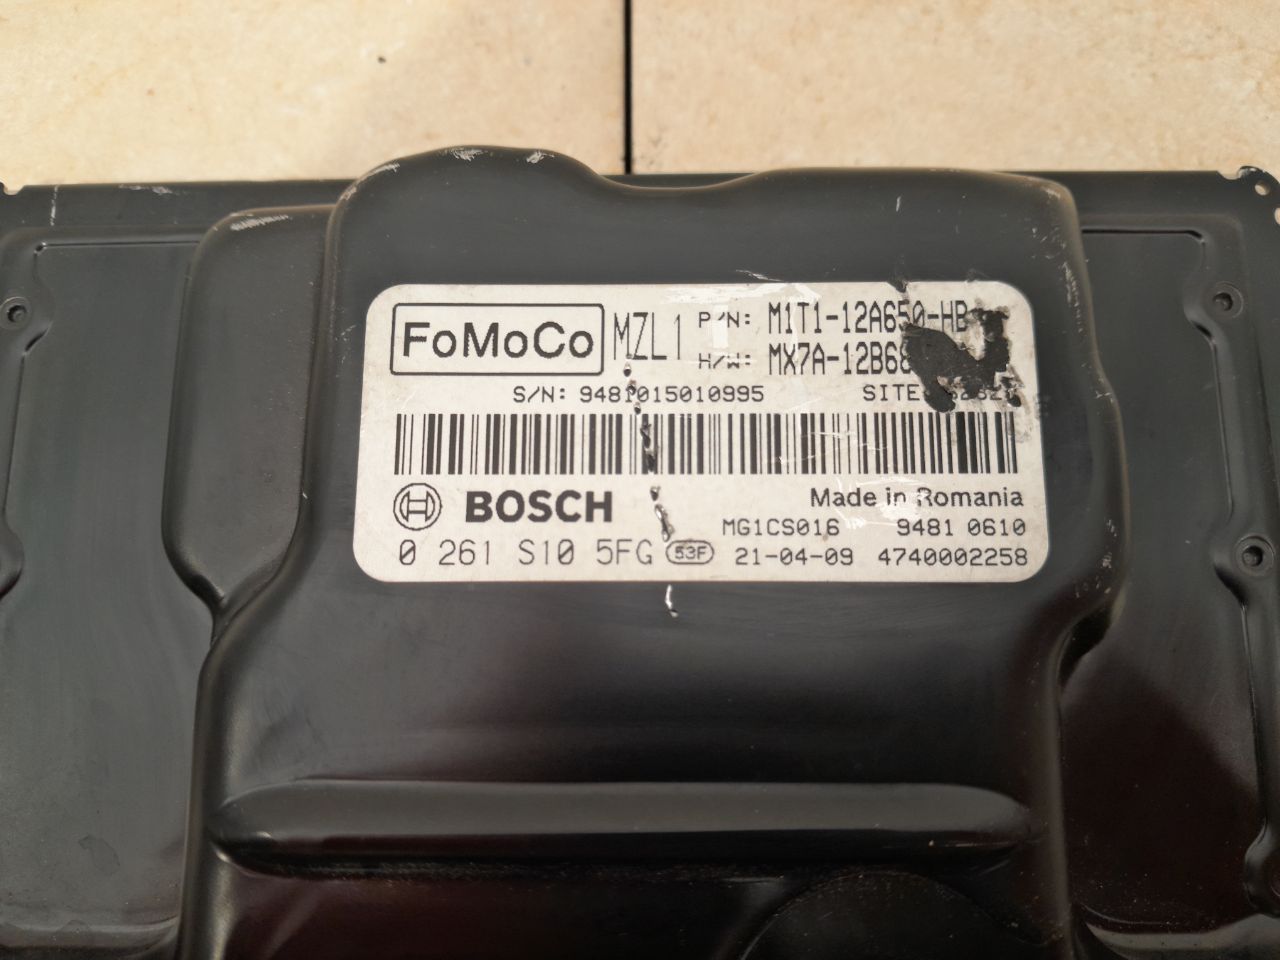 FoMoCo MZL1 P/N: M1T1-12A650-HB
H/W: MX7A-12B68
S/N: 9481015010995 SITE:
BOSCH Made in Romania
MG1CS016 9481 0610
0 261 S10 5FG 53F 21-04-09 4740002258